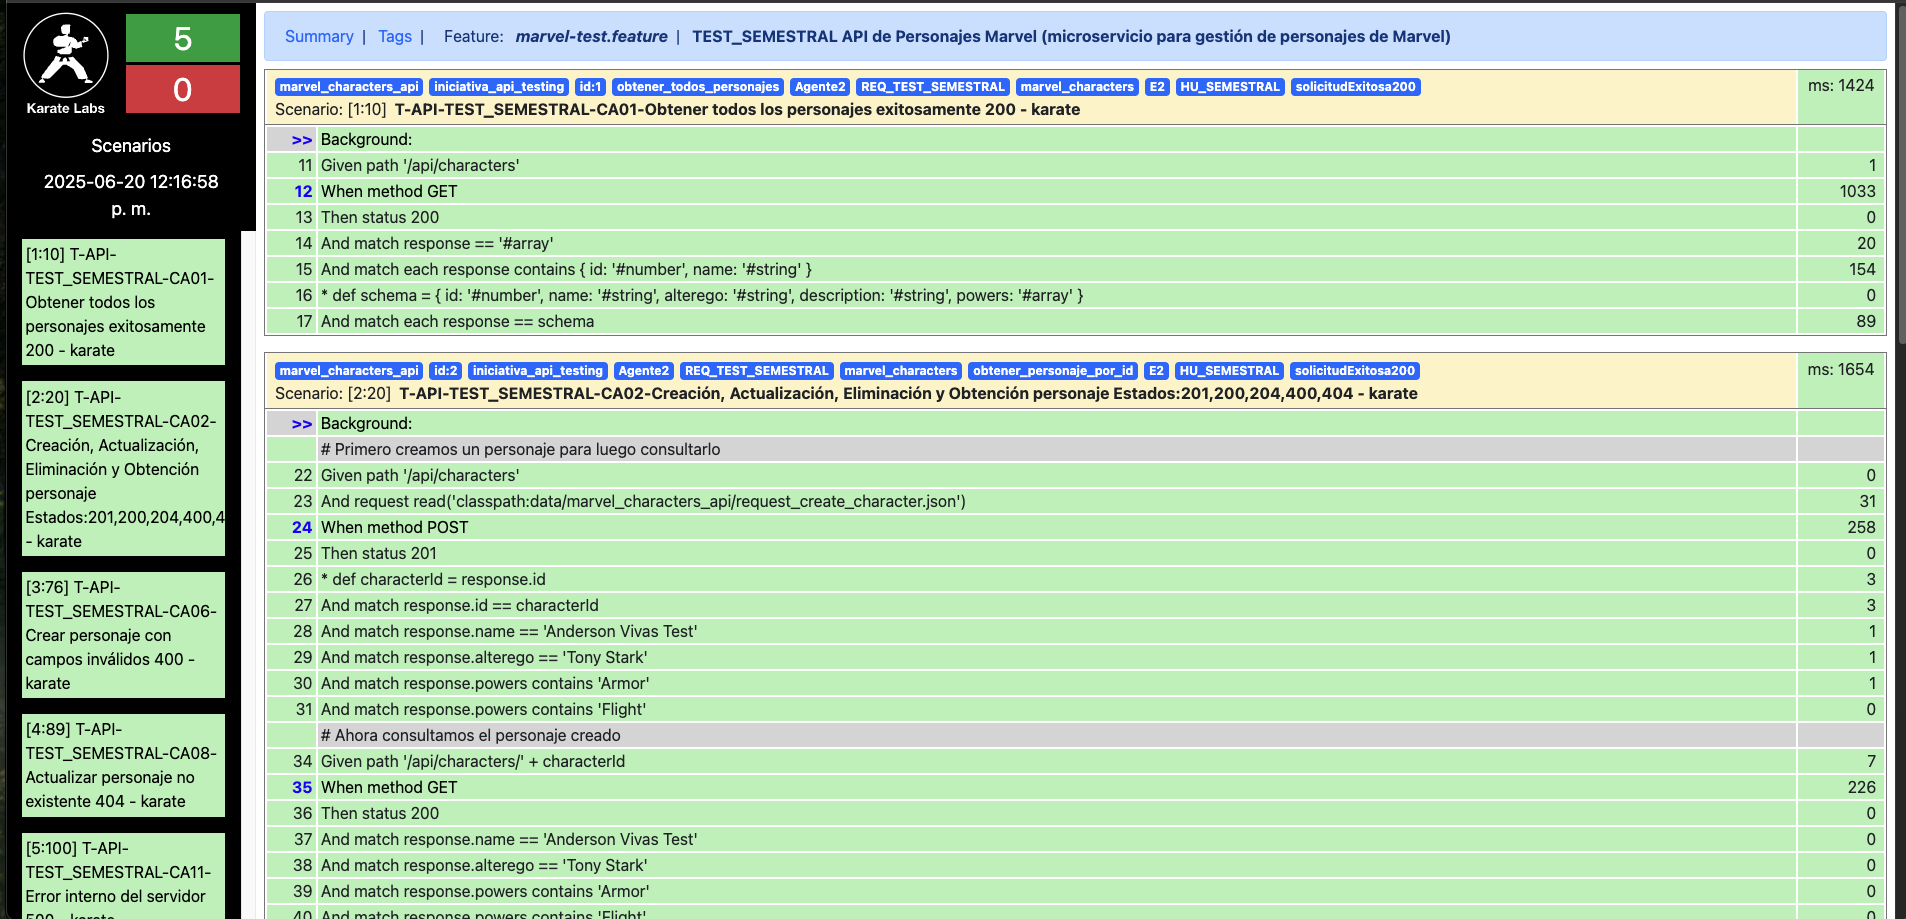 Karate Labs
5
0
Scenarios
2025-06-20 12:16:58
p. m.
[1:10] T-API-
TEST_SEMESTRAL-CA01-
Obtener todos los
personajes exitosamente
200 - karate
[2:20] T-API-
TEST_SEMESTRAL-CA02-
Creación, Actualización,
Eliminación y Obtención
personaje
Estados:201,200,204,400,4
- karate
[3:76] T-API-
TEST_SEMESTRAL-CA06-
Crear personaje con
campos inválidos 400 -
karate
[4:89] T-API-
TEST_SEMESTRAL-CA08-
Actualizar personaje no
existente 404 - karate
[5:100] T-API-
TEST_SEMESTRAL-CA11-
Error interno del servidor
500 - karate
Summary | Tags | Feature: marvel-test.feature | TEST_SEMESTRAL API de Personajes Marvel (microservicio para gestión de personajes de Marvel)
marvel_characters_api iniciativa_api_testing id:1 obtener_todos_personajes Agente2 REQ_TEST_SEMESTRAL marvel_characters E2 HU_SEMESTRAL solicitudExitosa200 ms: 1424
Scenario: [1:10] T-API-TEST_SEMESTRAL-CA01-Obtener todos los personajes exitosamente 200 - karate
>> Background:
11 Given path '/api/characters' 1
12 When method GET 1033
13 Then status 200 0
14 And match response == '#array' 20
15 And match each response contains { id: '#number', name: '#string' } 154
16 * def schema = { id: '#number', name: '#string', alterego: '#string', description: '#string', powers: '#array' } 0
17 And match each response == schema 89
marvel_characters_api id:2 iniciativa_api_testing Agente2 REQ_TEST_SEMESTRAL marvel_characters obtener_personaje_por_id E2 HU_SEMESTRAL solicitudExitosa200 ms: 1654
Scenario: [2:20] T-API-TEST_SEMESTRAL-CA02-Creación, Actualización, Eliminación y Obtención personaje Estados:201,200,204,400,404 - karate
>> Background:
# Primero creamos un personaje para luego consultarlo
22 Given path '/api/characters' 0
23 And request read('classpath:data/marvel_characters_api/request_create_character.json') 31
24 When method POST 258
25 Then status 201 0
26 * def characterId = response.id 3
27 And match response.id == characterId 3
28 And match response.name == 'Anderson Vivas Test' 1
29 And match response.alterego == 'Tony Stark' 1
30 And match response.powers contains 'Armor' 1
31 And match response.powers contains 'Flight' 0
# Ahora consultamos el personaje creado
34 Given path '/api/characters/' + characterId 7
35 When method GET 226
36 Then status 200 0
37 And match response.name == 'Anderson Vivas Test' 0
38 And match response.alterego == 'Tony Stark' 0
39 And match response.powers contains 'Armor' 0
40 And match response.powers contains 'Flight' 0